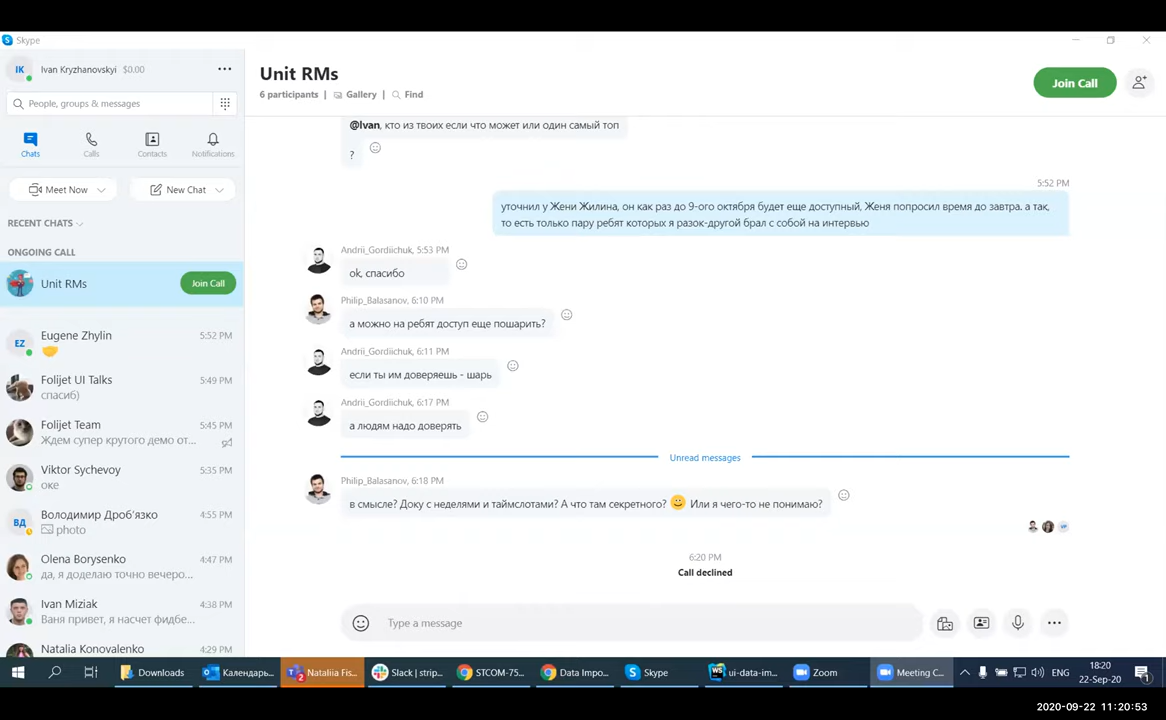 Skype
IK Ivan Kryzhanovskyi $0.00
People, groups & messages
Chats Calls Contacts Notifications
Meet Now New Chat
RECENT CHATS
ONGOING CALL
Unit RMs Join Call
EZ Eugene Zhylin 5:52 PM
Folijet UI Talks 5:49 PM
спасиб)
Folijet Team 5:45 PM
Ждем супер крутого демо от...
Viktor Sychevoy 5:35 PM
оке
ВД Володимир Дроб'язко 4:55 PM
photo
Olena Borysenko 4:47 PM
да, я доделаю точно вечеро...
Ivan Miziak 4:38 PM
Ваня привет, я насчет фидбе...
Natalia Konovalenko 4:29 PM
Unit RMs
6 participants | Gallery | Find
Join Call
@Ivan, кто из твоих если что может или один самый топ
?
5:52 PM
уточнил у Жени Жилина, он как раз до 9-ого октября будет еще доступный, Женя попросил время до завтра. а так,
то есть только пару ребят которых я разок-другой брал с собой на интервью
Andrii_Gordiichuk, 5:53 PM
ok, спасибо
Philip_Balasanov, 6:10 PM
а можно на ребят доступ еще пошарить?
Andrii_Gordiichuk, 6:11 PM
если ты им доверяешь - шарь
Andrii_Gordiichuk, 6:17 PM
а людям надо доверять
Unread messages
Philip_Balasanov, 6:18 PM
в смысле? Доку с неделями и таймслотами? А что там секретного? Или я чего-то не понимаю?
VP
6:20 PM
Call declined
Type a message
Downloads Календарь... Nataliia Fis... Slack | strip... STCOM-75... Data Impo... Skype ui-data-im... Zoom Meeting C... ENG 18:20
22-Sep-20
2020-09-22 11:20:53